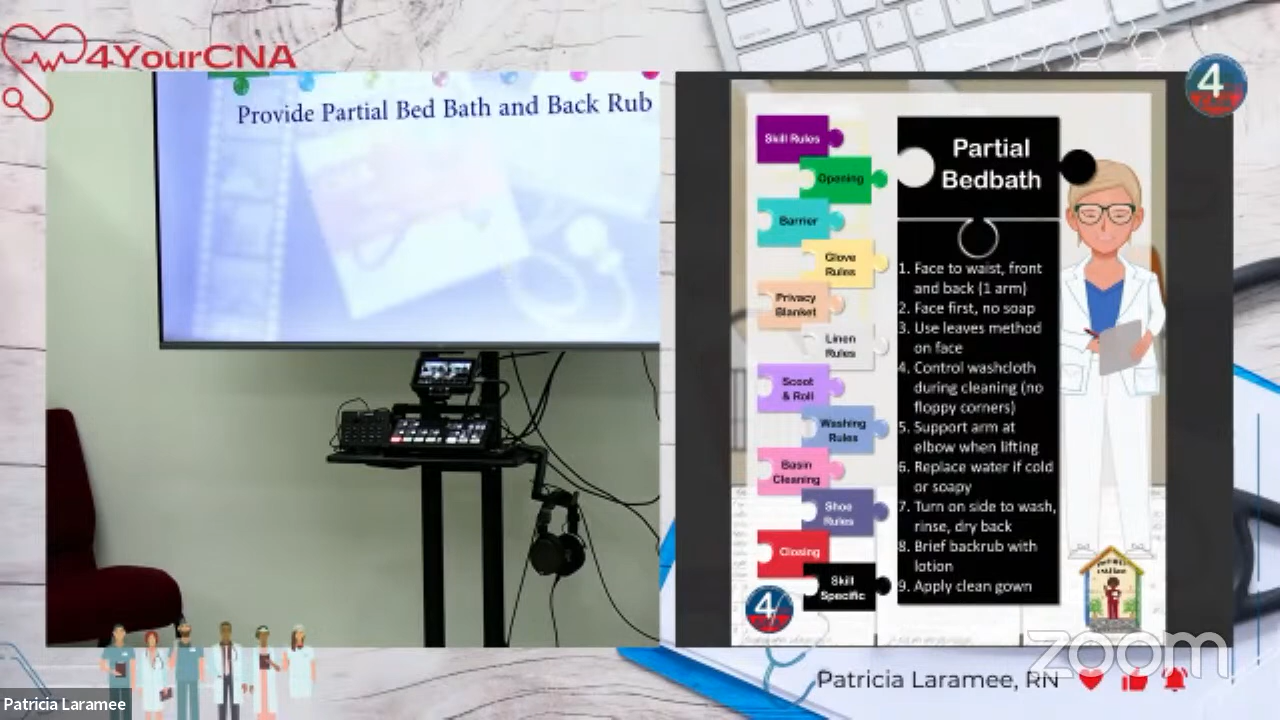 4YourCNA
Provide Partial Bed Bath and Back Rub
4
Skill Rules
Opening
Barrier
Glove
Rules
Privacy
Blanket
Linen
Rules
Scoot
& Roll
Washing
Rules
Basin
Cleaning
Shoe
Rules
Closing
Skill
Specific
4
Partial
Bedbath
1. Face to waist, front
and back (1 arm)
2. Face first, no soap
3. Use leaves method
on face
4. Control washcloth
during cleaning (no
floppy corners)
5. Support arm at
elbow when lifting
6. Replace water if cold
or soapy
7. Turn on side to wash,
rinse, dry back
8. Brief backrub with
lotion
9. Apply clean gown
zoom
Patricia Laramee, RN
Patricia Laramee